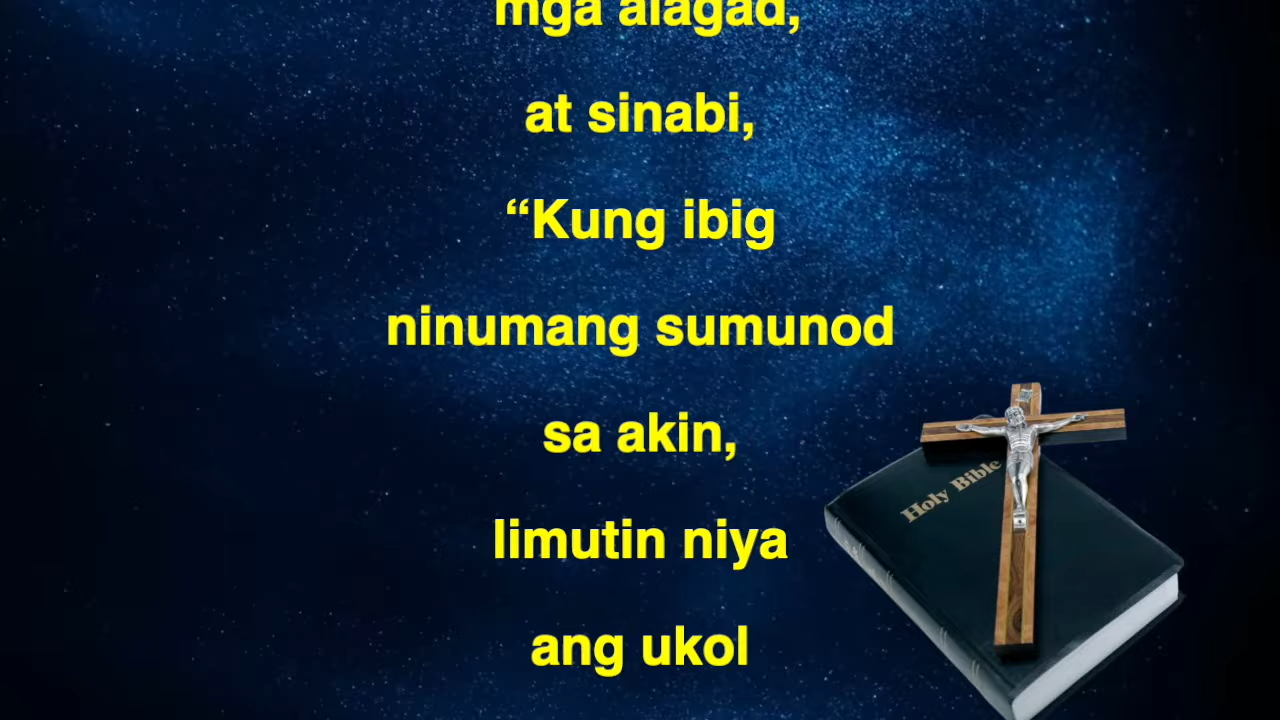 mga alagad,
at sinabi,
“Kung ibig
ninumang sumunod
sa akin,
limutin niya
ang ukol
Holy Bible